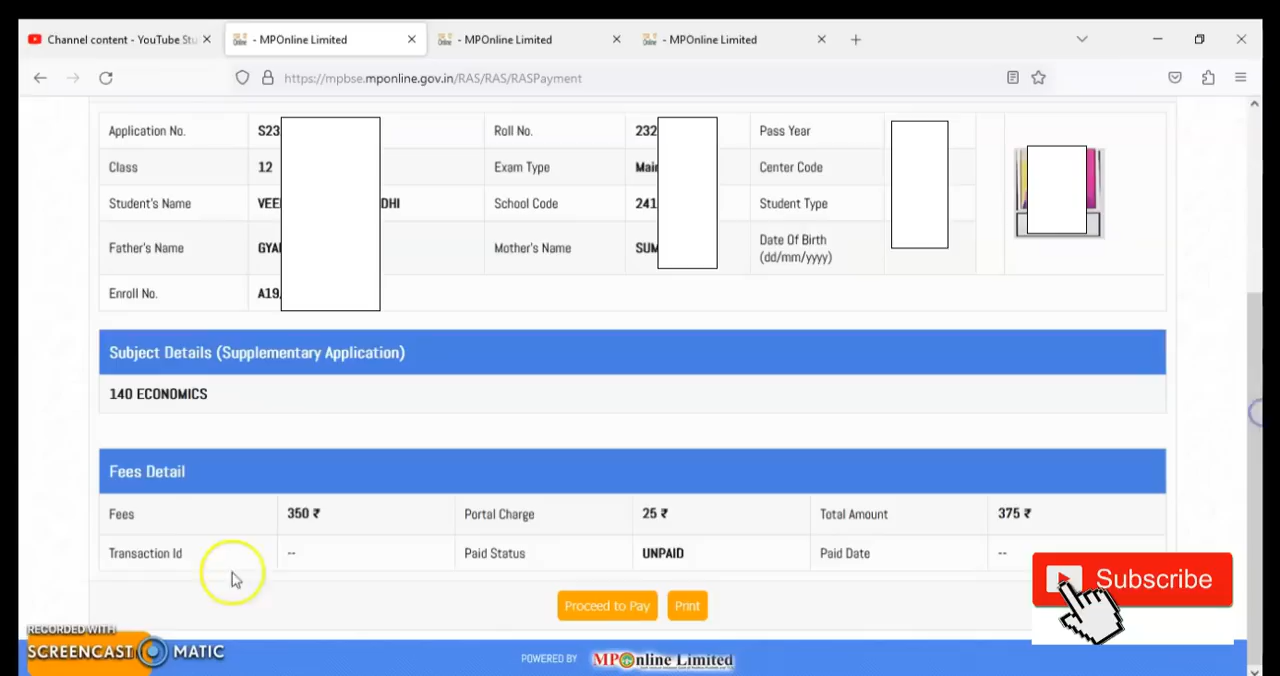 Channel content - YouTube Stu
- MPOnline Limited
- MPOnline Limited
- MPOnline Limited
https://mpbse.mponline.gov.in/RAS/RAS/RASPayment
Application No. S23 Roll No. 232 Pass Year
Class 12 Exam Type Mair Center Code
Student's Name VEE DHI School Code 241 Student Type
Father's Name GYA Mother's Name SUM Date Of Birth
(dd/mm/yyyy)
Enroll No. A19
Subject Details (Supplementary Application)
140 ECONOMICS
Fees Detail
Fees 350 ₹ Portal Charge 25 ₹ Total Amount 375 ₹
Transaction Id -- Paid Status UNPAID Paid Date --
Subscribe
Proceed to Pay Print
RECORDED WITH
SCREENCAST MATIC
POWERED BY MPOnline Limited